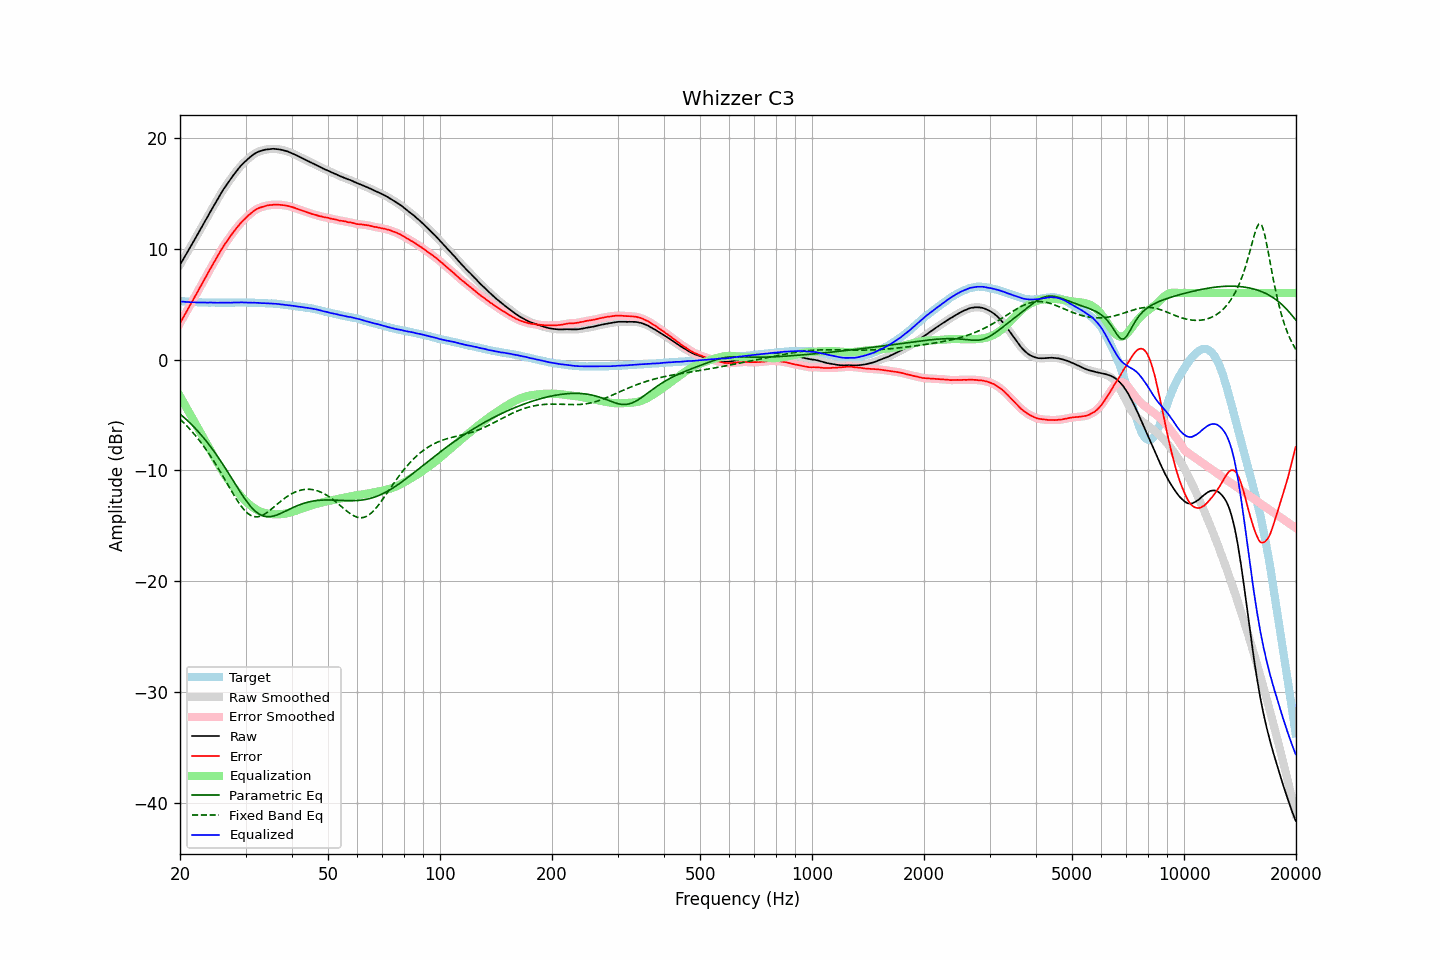 Whizzer C3
20
10
0
−10
−20
−30
−40
Amplitude (dBr)
Target
Raw Smoothed
Error Smoothed
Raw
Error
Equalization
Parametric Eq
Fixed Band Eq
Equalized
20 50 100 200 500 1000 2000 5000 10000 20000
Frequency (Hz)